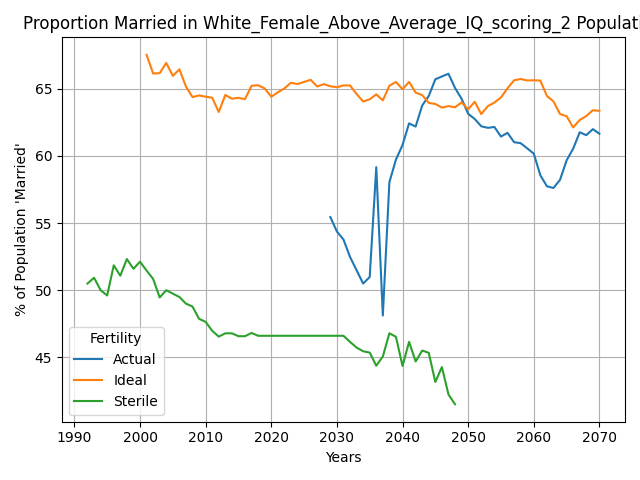 Proportion Married in White_Female_Above_Average_IQ_scoring_2 Populati
% of Population 'Married'
65
60
55
50
45
Fertility
Actual
Ideal
Sterile
1990 2000 2010 2020 2030 2040 2050 2060 2070
Years